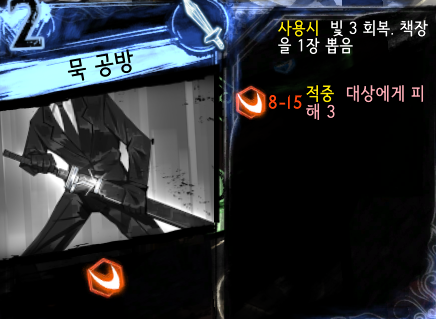 2
묵 공방
사용시 빛 3 회복. 책장
을 1장 뽑음
8-15 적중 대상에게 피
해 3